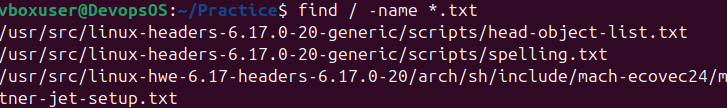 vboxuser@DevopsOS:~/Practice$ find / -name *.txt
/usr/src/linux-headers-6.17.0-20-generic/scripts/head-object-list.txt
/usr/src/linux-headers-6.17.0-20-generic/scripts/spelling.txt
/usr/src/linux-hwe-6.17-headers-6.17.0-20/arch/sh/include/mach-ecovec24/m
tner-jet-setup.txt